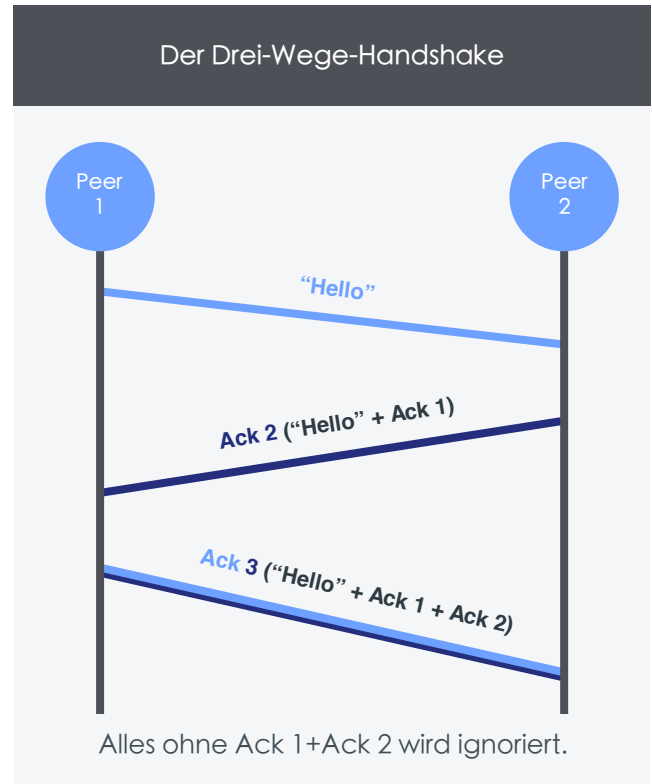 Der Drei-Wege-Handshake
Peer
1
Peer
2
“Hello”
Ack 2 (“Hello” + Ack 1)
Ack 3 (“Hello” + Ack 1 + Ack 2)
Alles ohne Ack 1+Ack 2 wird ignoriert.